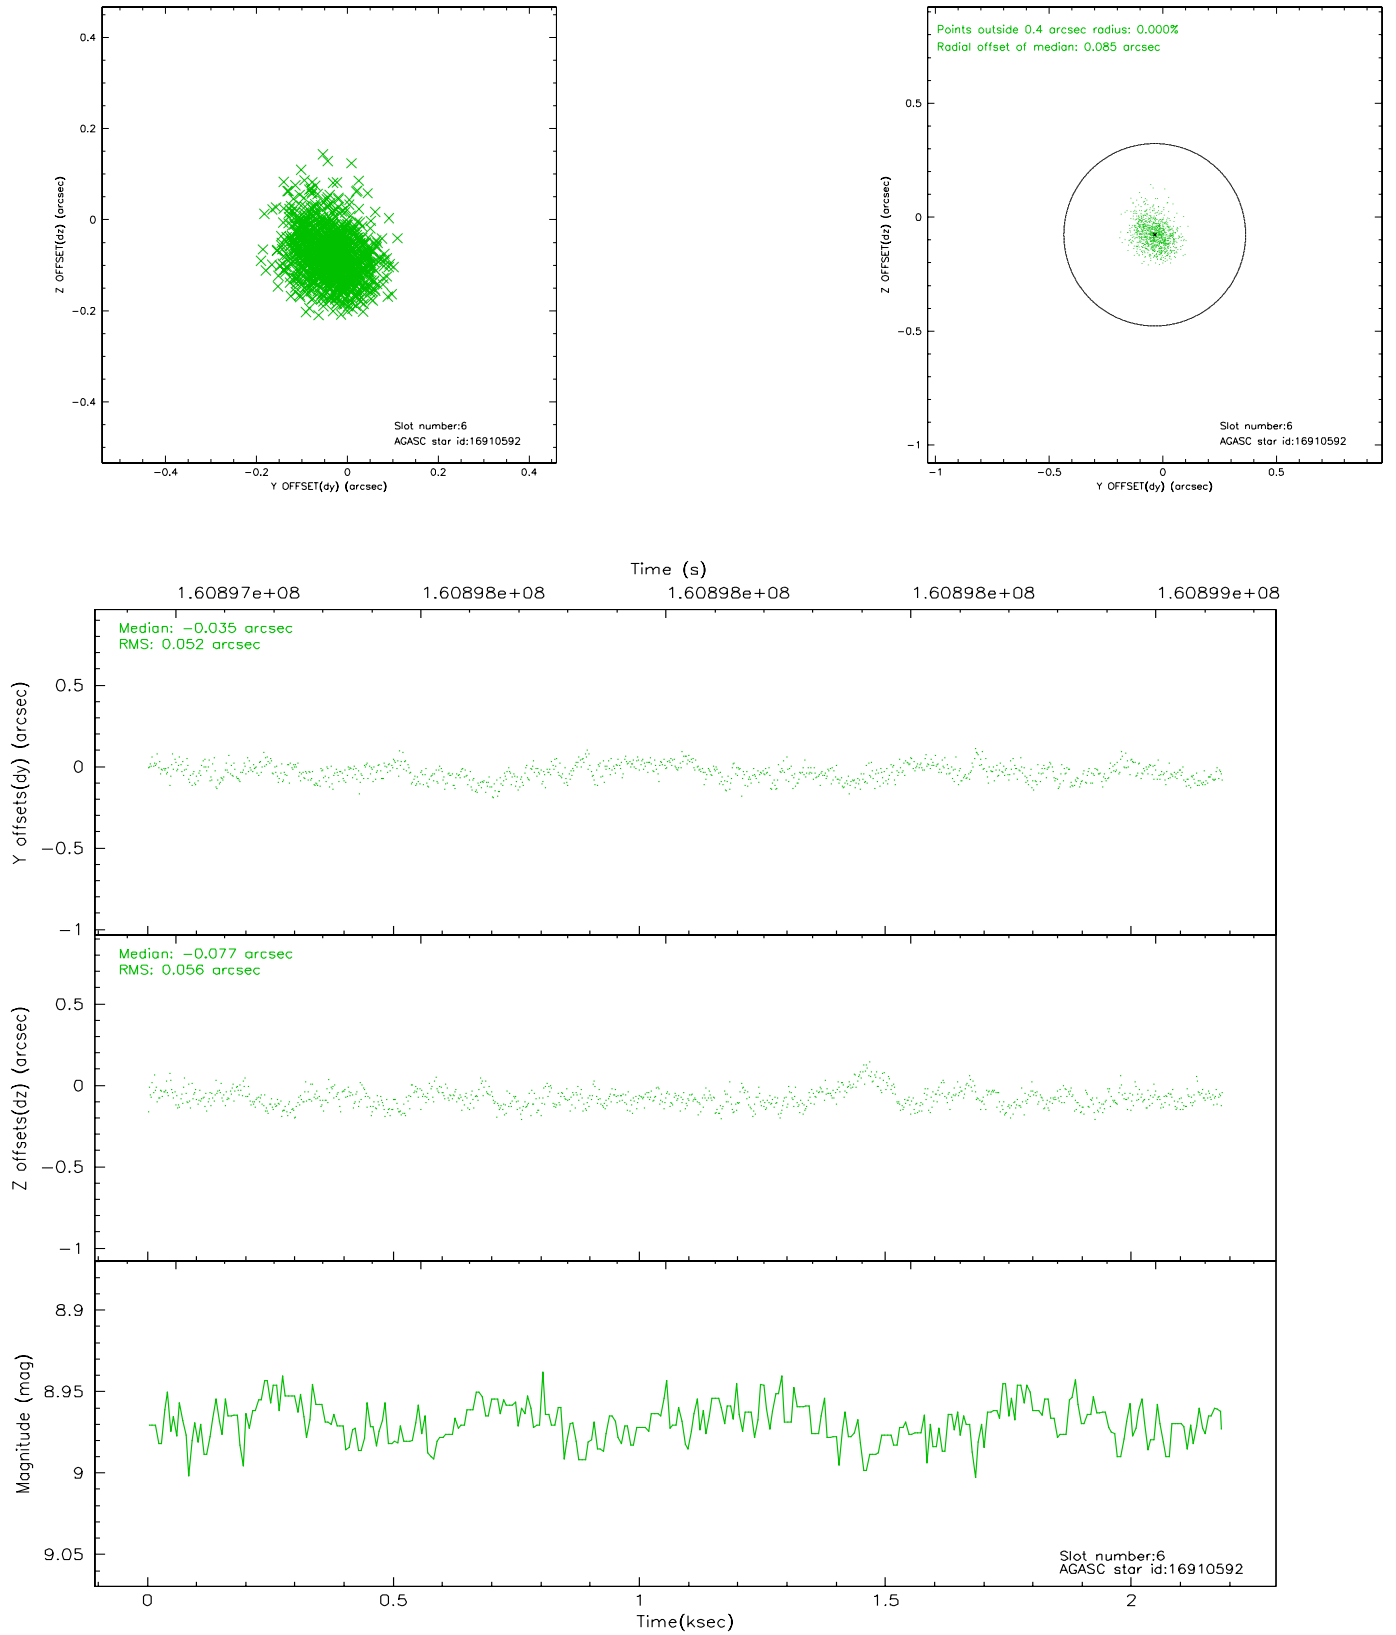 0.4
0.2
0
−0.2
−0.4
Z OFFSET(dz) (arcsec)
−0.4 −0.2 0 0.2 0.4
Y OFFSET(dy) (arcsec)
Slot number:6
AGASC star id:16910592
Points outside 0.4 arcsec radius: 0.000%
Radial offset of median: 0.085 arcsec
0.5
0
−0.5
−1
Z OFFSET(dz) (arcsec)
−1 −0.5 0 0.5
Y OFFSET(dy) (arcsec)
Slot number:6
AGASC star id:16910592
Time (s)
1.60897e+08 1.60898e+08 1.60898e+08 1.60898e+08 1.60899e+08
Median: −0.035 arcsec
RMS: 0.052 arcsec
0.5
0
−0.5
−1
Y offsets(dy) (arcsec)
Median: −0.077 arcsec
RMS: 0.056 arcsec
0.5
0
−0.5
−1
Z offsets(dz) (arcsec)
8.9
8.95
9
9.05
Magnitude (mag)
Slot number:6
AGASC star id:16910592
0 0.5 1 1.5 2
Time(ksec)